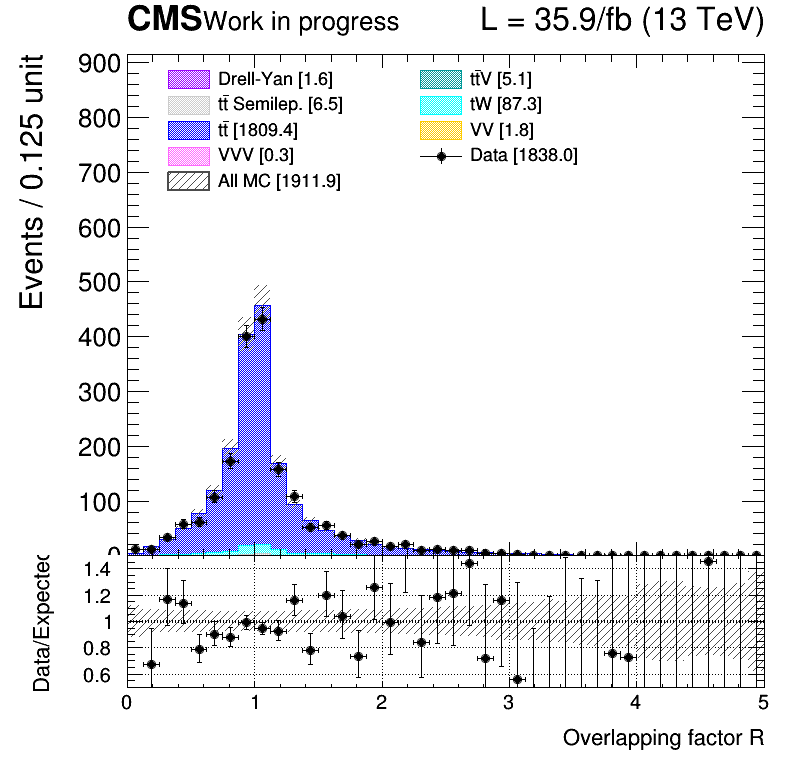 CMS Work in progress L = 35.9/fb (13 TeV)
Events / 0.125 unit
900
800
700
600
500
400
300
200
100
0
Drell-Yan [1.6]
tt̄ Semilep. [6.5]
tt̄ [1809.4]
VVV [0.3]
All MC [1911.9]
tt̄V [5.1]
tW [87.3]
VV [1.8]
Data [1838.0]
Data/Expected
1.4
1.2
1
0.8
0.6
0 1 2 3 4 5
Overlapping factor R